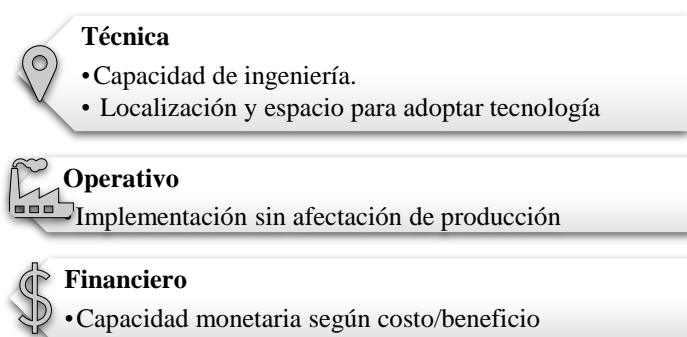 Técnica
•Capacidad de ingeniería.
• Localización y espacio para adoptar tecnología
Operativo
•Implementación sin afectación de producción
Financiero
•Capacidad monetaria según costo/beneficio